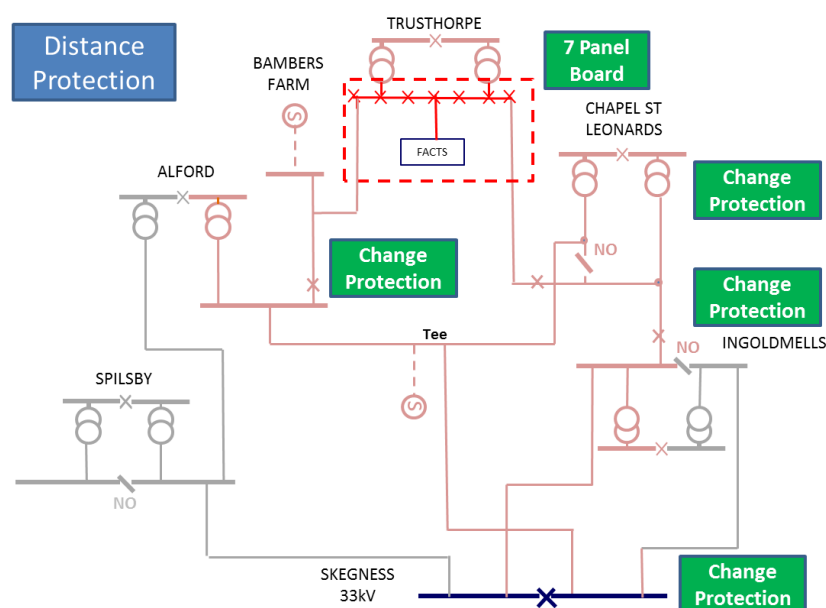 Distance
Protection
TRUSTHORPE
7 Panel
Board
BAMBERS
FARM
S
FACTS
CHAPEL ST
LEONARDS
ALFORD
Change
Protection
NO
Change
Protection
Change
Protection
Tee
INGOLDMELLS
NO
S
SPILSBY
NO
SKEGNESS
33kV
Change
Protection